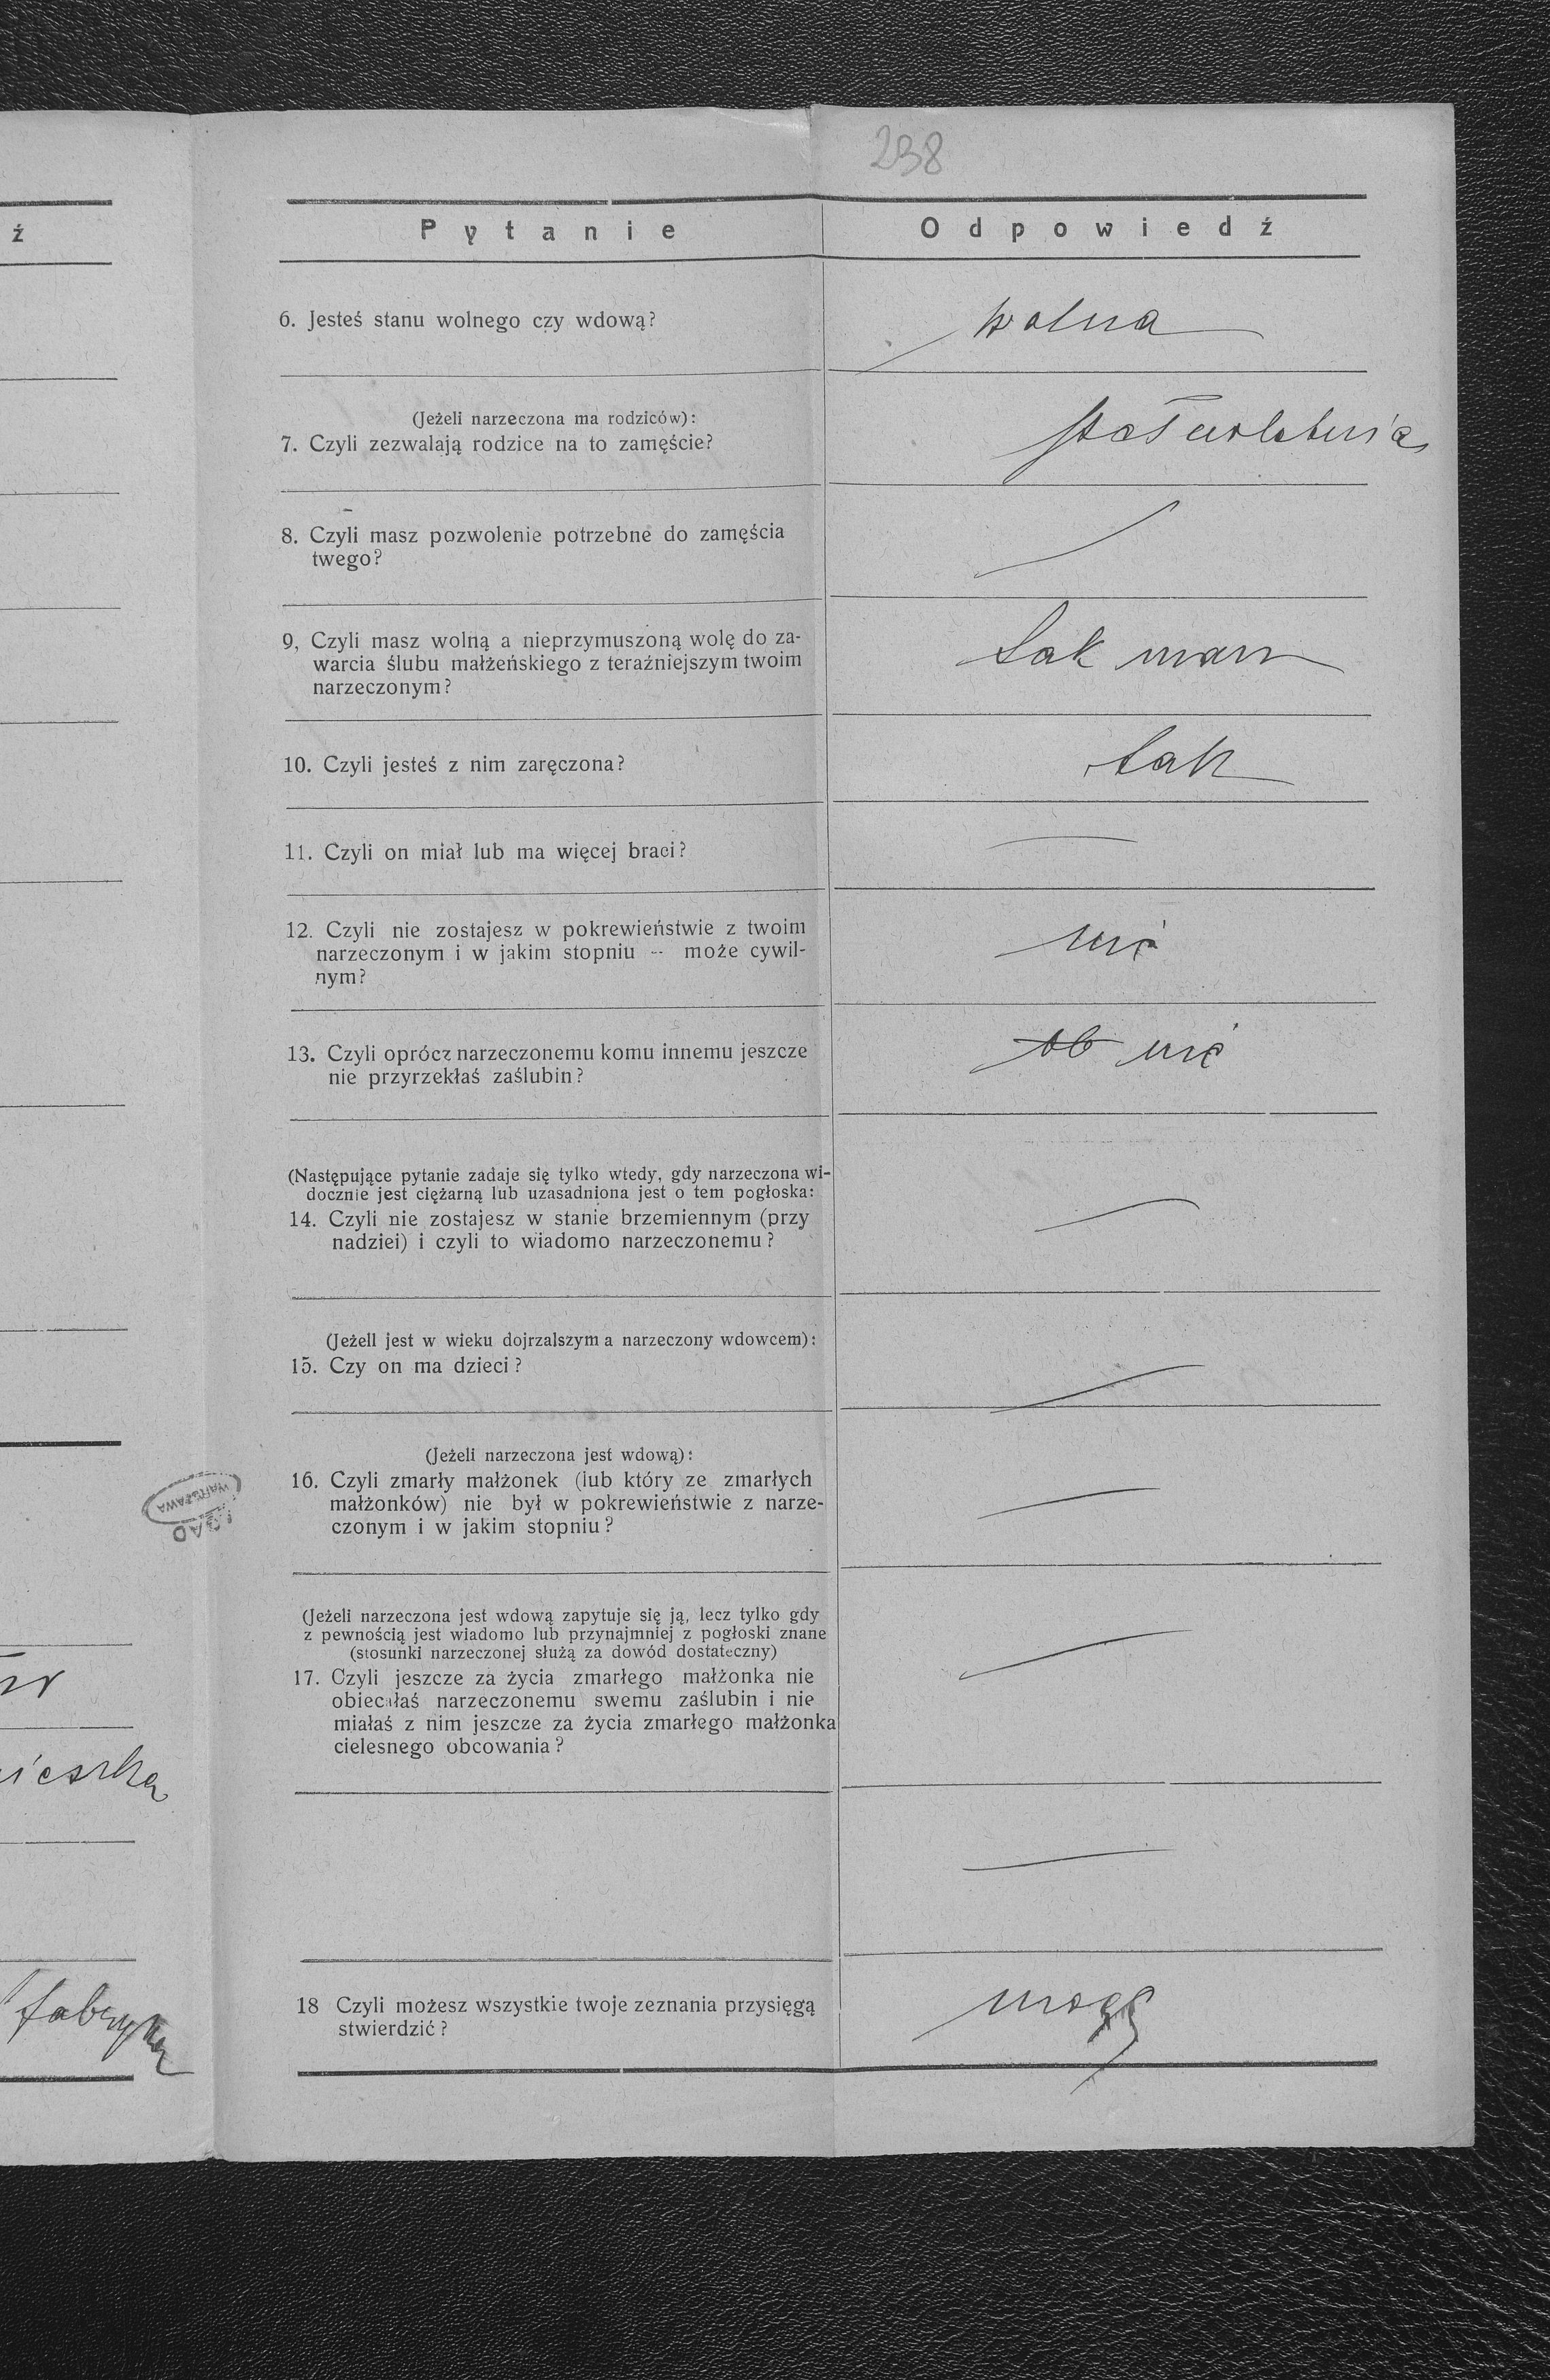 238
ź
Pytanie Odpowiedź
6. Jesteś stanu wolnego czy wdową?
wolna
(Jeżeli narzeczona ma rodziców):
7. Czyli zezwalają rodzice na to zamęście?
8. Czyli masz pozwolenie potrzebne do zamęścia
twego?
9, Czyli masz wolną a nieprzymuszoną wolę do za-
warcia ślubu małżeńskiego z teraźniejszym twoim
narzeczonym?
tak mam
10. Czyli jesteś z nim zaręczona?
tak
11. Czyli on miał lub ma więcej braci?
12. Czyli nie zostajesz w pokrewieństwie z twoim
narzeczonym i w jakim stopniu -- może cywil-
nym?
nie
13. Czyli oprócz narzeczonemu komu innemu jeszcze
nie przyrzekłaś zaślubin?
nie
(Następujące pytanie zadaje się tylko wtedy, gdy narzeczona wi-
docznie jest ciężarną lub uzasadniona jest o tem pogłoska:
14. Czyli nie zostajesz w stanie brzemiennym (przy
nadziei) i czyli to wiadomo narzeczonemu?
(Jeżell jest w wieku dojrzalszym a narzeczony wdowcem):
15. Czy on ma dzieci?
(Jeżeli narzeczona jest wdową):
16. Czyli zmarły małżonek (lub który ze zmarłych
małżonków) nie był w pokrewieństwie z narze-
czonym i w jakim stopniu?
AGAD
WARSZAWA
(Jeżeli narzeczona jest wdową zapytuje się ją, lecz tylko gdy
z pewnością jest wiadomo lub przynajmniej z pogłoski znane
(stosunki narzeczonej służą za dowód dostateczny)
17. Czyli jeszcze za życia zmarłego małżonka nie
obiecałaś narzeczonemu swemu zaślubin i nie
miałaś z nim jeszcze za życia zmarłego małżonka
cielesnego obcowania?
18 Czyli możesz wszystkie twoje zeznania przysięgą
stwierdzić?
mogę